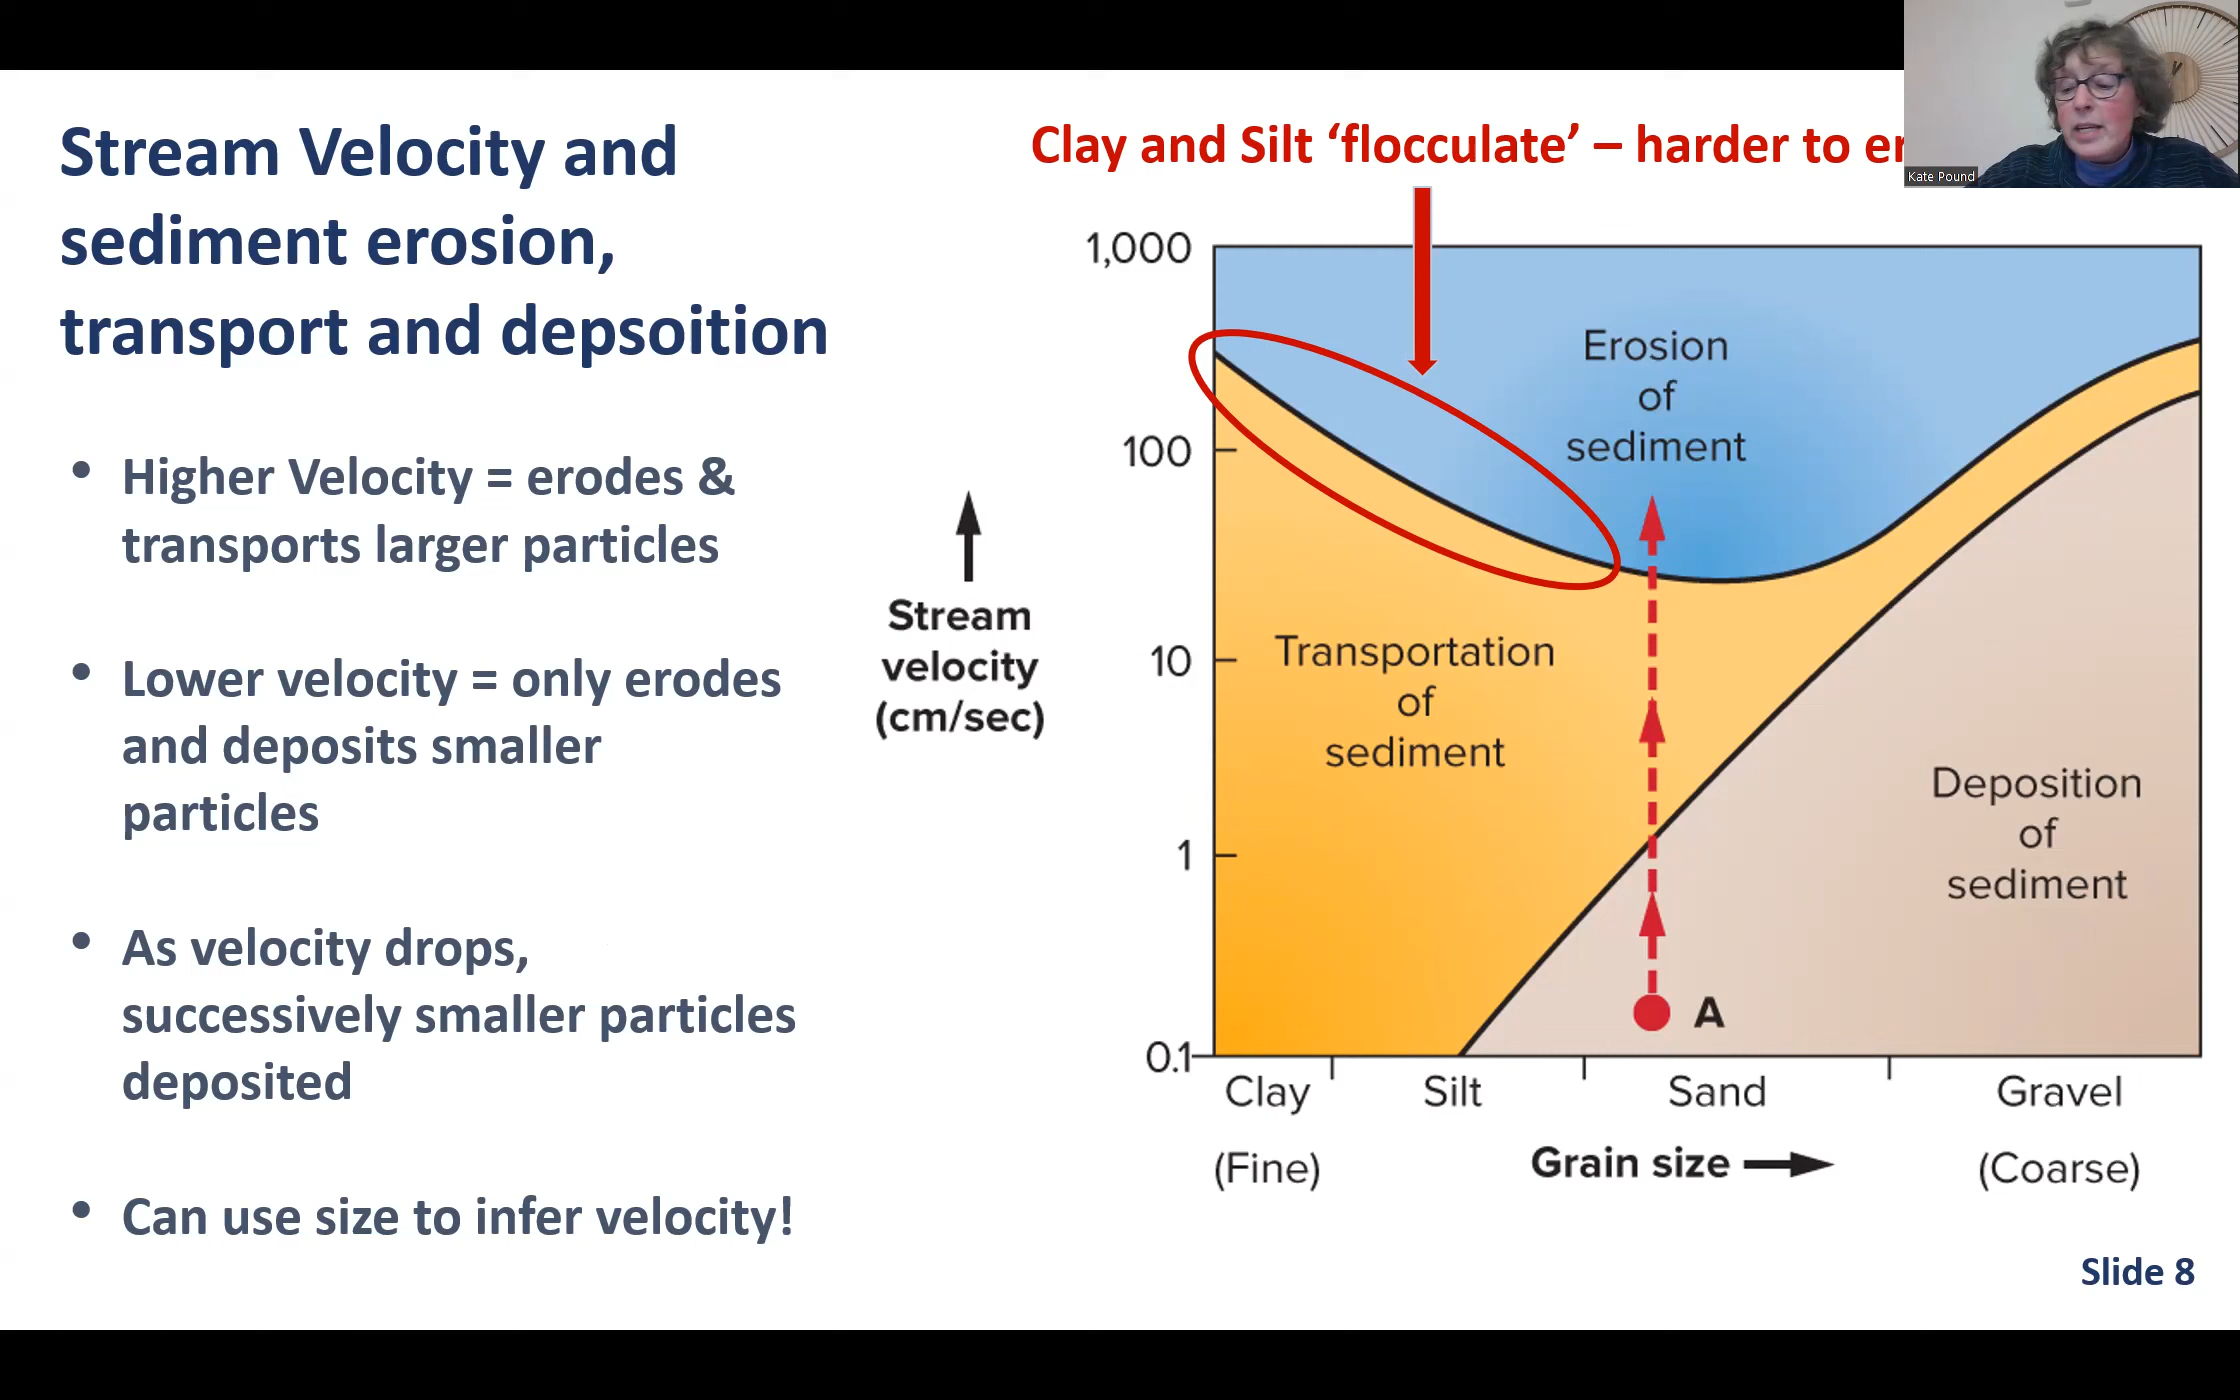 Stream Velocity and
sediment erosion,
transport and depsoition
• Higher Velocity = erodes &
transports larger particles
• Lower velocity = only erodes
and deposits smaller
particles
• As velocity drops,
successively smaller particles
deposited
• Can use size to infer velocity!
Clay and Silt ‘flocculate’ – harder to
Kate Pound
1,000
100
10
1
0.1
Stream
velocity
(cm/sec)
Erosion
of
sediment
Transportation
of
sediment
Deposition
of
sediment
A
Clay Silt Sand Gravel
(Fine) Grain size (Coarse)
Slide 8